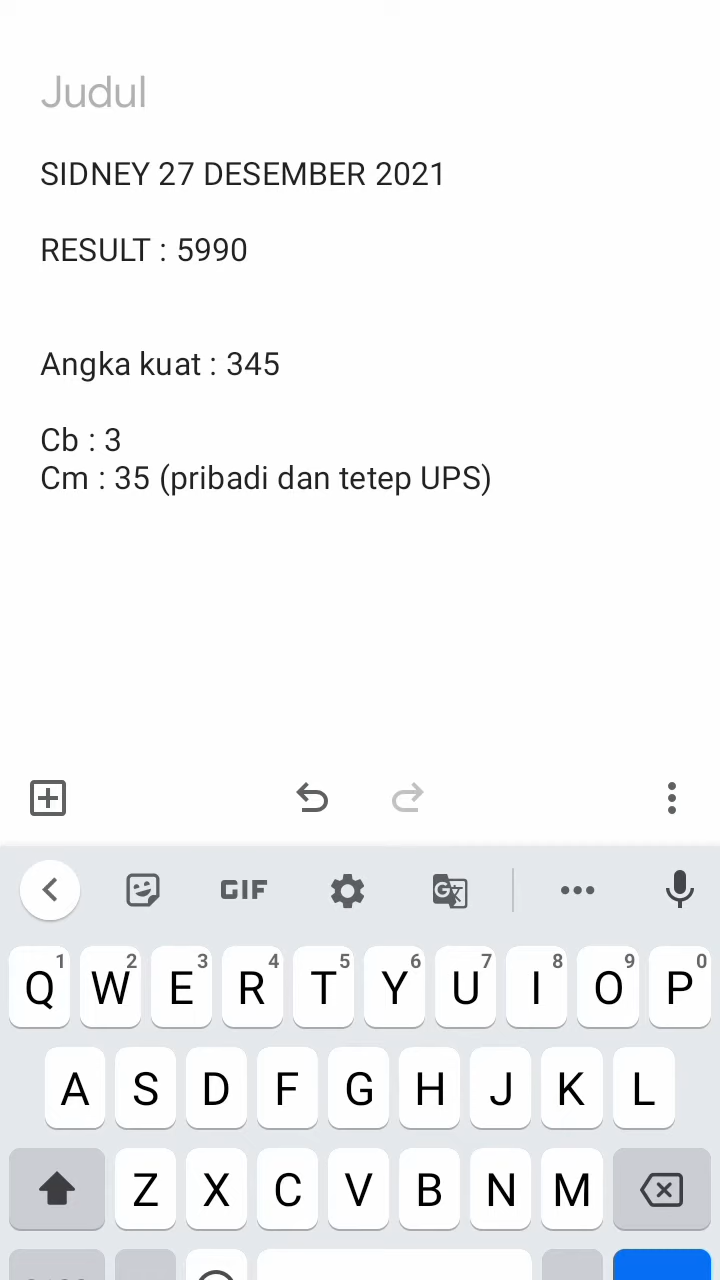 Judul
SIDNEY 27 DESEMBER 2021
RESULT : 5990
Angka kuat : 345
Cb : 3
Cm : 35 (pribadi dan tetep UPS)
GIF
Q1 W2 E3 R4 T5 Y6 U7 I8 O9 P0
A S D F G H J K L
Z X C V B N M